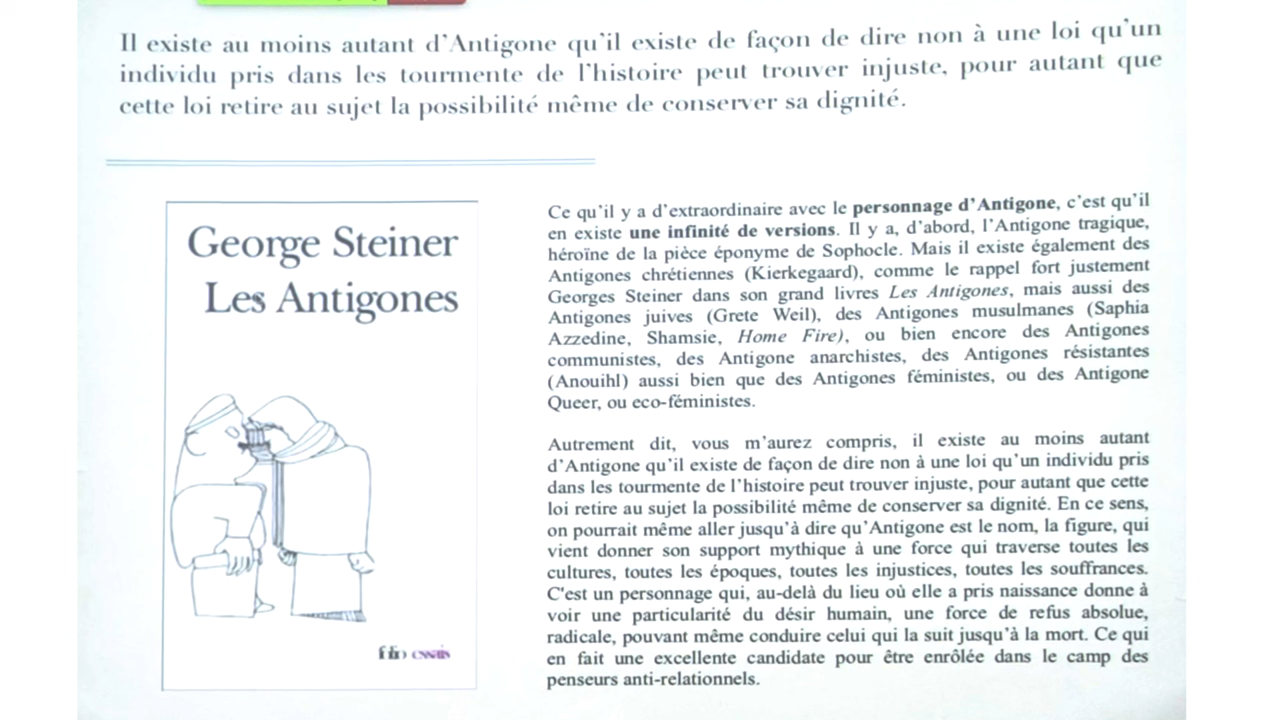 Il existe au moins autant d'Antigone qu'il existe de façon de dire non à une loi qu'un
individu pris dans les tourmente de l'histoire peut trouver injuste, pour autant que
cette loi retire au sujet la possibilité même de conserver sa dignité.
George Steiner
Les Antigones
folio essais
Ce qu'il y a d'extraordinaire avec le personnage d'Antigone, c'est qu'il
en existe une infinité de versions. Il y a, d'abord, l'Antigone tragique,
héroïne de la pièce éponyme de Sophocle. Mais il existe également des
Antigones chrétiennes (Kierkegaard), comme le rappel fort justement
Georges Steiner dans son grand livres Les Antigones, mais aussi des
Antigones juives (Grete Weil), des Antigones musulmanes (Saphia
Azzedine, Shamsie, Home Fire), ou bien encore des Antigones
communistes, des Antigone anarchistes, des Antigones résistantes
(Anouihl) aussi bien que des Antigones féministes, ou des Antigone
Queer, ou eco-féministes.
Autrement dit, vous m'aurez compris, il existe au moins autant
d'Antigone qu'il existe de façon de dire non à une loi qu'un individu pris
dans les tourmente de l'histoire peut trouver injuste, pour autant que cette
loi retire au sujet la possibilité même de conserver sa dignité. En ce sens,
on pourrait même aller jusqu'à dire qu'Antigone est le nom, la figure, qui
vient donner son support mythique à une force qui traverse toutes les
cultures, toutes les époques, toutes les injustices, toutes les souffrances.
C'est un personnage qui, au-delà du lieu où elle a pris naissance donne à
voir une particularité du désir humain, une force de refus absolue,
radicale, pouvant même conduire celui qui la suit jusqu'à la mort. Ce qui
en fait une excellente candidate pour être enrôlée dans le camp des
penseurs anti-relationnels.